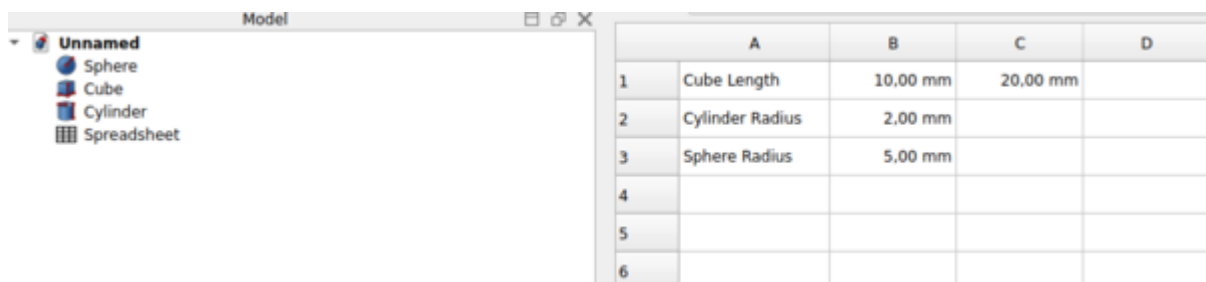 Model
Unnamed
Sphere
Cube
Cylinder
Spreadsheet
A B C D
1 Cube Length 10,00 mm 20,00 mm
2 Cylinder Radius 2,00 mm
3 Sphere Radius 5,00 mm
4
5
6